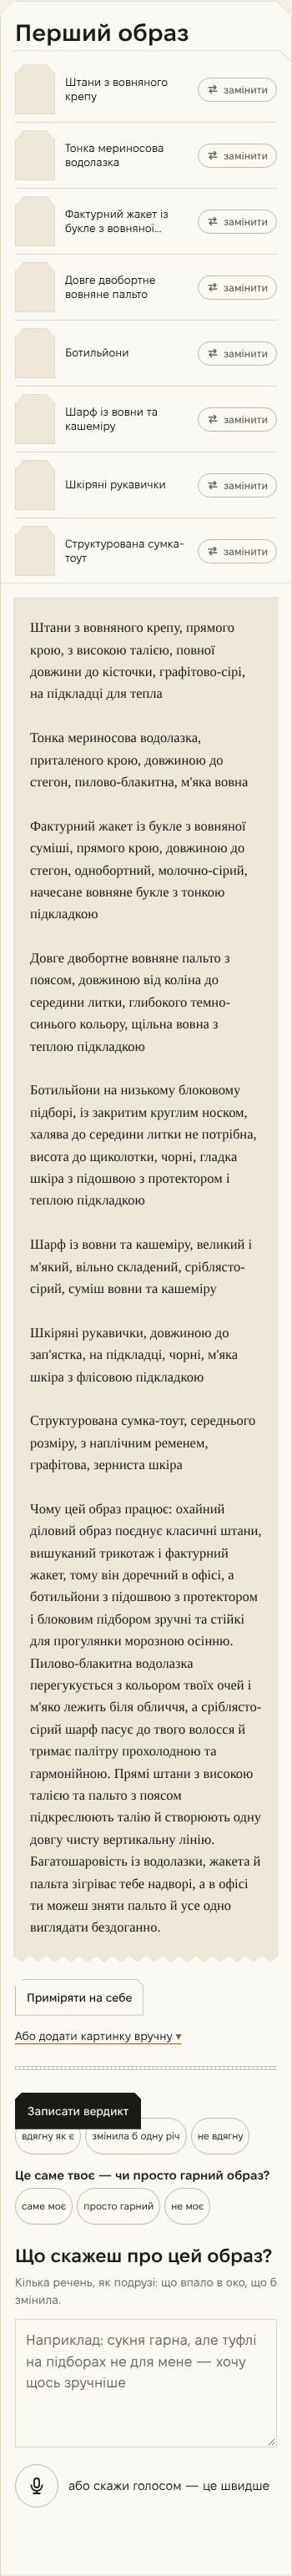 Перший образ
Штани з вовняного
крепу
замінити
Тонка мериносова
водолазка
замінити
Фактурний жакет із
букле з вовняної...
замінити
Довге двобортне
вовняне пальто
замінити
Ботильйони
замінити
Шарф із вовни та
кашеміру
замінити
Шкіряні рукавички
замінити
Структурована сумка-
тоут
замінити
Штани з вовняного крепу, прямого
крою, з високою талією, повної
довжини до кісточки, графітово-сірі,
на підкладці для тепла
Тонка мериносова водолазка,
приталеного крою, довжиною до
стегон, пилово-блакитна, м'яка вовна
Фактурний жакет із букле з вовняної
суміші, прямого крою, довжиною до
стегон, однобортний, молочно-сірий,
начесане вовняне букле з тонкою
підкладкою
Довге двобортне вовняне пальто з
поясом, довжиною від коліна до
середини литки, глибокого темно-
синього кольору, щільна вовна з
теплою підкладкою
Ботильйони на низькому блоковому
підборі, із закритим круглим носком,
халява до середини литки не потрібна,
висота до щиколотки, чорні, гладка
шкіра з підошвою з протектором і
теплою підкладкою
Шарф із вовни та кашеміру, великий і
м'який, вільно складений, сріблясто-
сірий, суміш вовни та кашеміру
Шкіряні рукавички, довжиною до
зап'ястка, на підкладці, чорні, м'яка
шкіра з флісовою підкладкою
Структурована сумка-тоут, середнього
розміру, з наплічним ременем,
графітова, зерниста шкіра
Чому цей образ працює: охайний
діловий образ поєднує класичні штани,
вишуканий трикотаж і фактурний
жакет, тому він доречний в офісі, а
ботильйони з підошвою з протектором
і блоковим підбором зручні та стійкі
для прогулянки морозною осінню.
Пилово-блакитна водолазка
перегукується з кольором твоїх очей і
м'яко лежить біля обличчя, а сріблясто-
сірий шарф пасує до твого волосся й
тримає палітру прохолодною та
гармонійною. Прямі штани з високою
талією та пальто з поясом
підкреслюють талію й створюють одну
довгу чисту вертикальну лінію.
Багатошаровість із водолазки, жакета й
пальта зігріває тебе надворі, а в офісі
ти можеш зняти пальто й усе одно
виглядати бездоганно.
Приміряти на себе
Або додати картинку вручну ▾
Записати вердикт
вдягну як є
змінила б одну річ
не вдягну
Це саме твоє — чи просто гарний образ?
саме моє
просто гарний
не моє
Що скажеш про цей образ?
Кілька речень, як подрузі: що впало в око, що б
змінила.
Наприклад: сукня гарна, але туфлі
на підборах не для мене — хочу
щось зручніше
або скажи голосом — це швидше